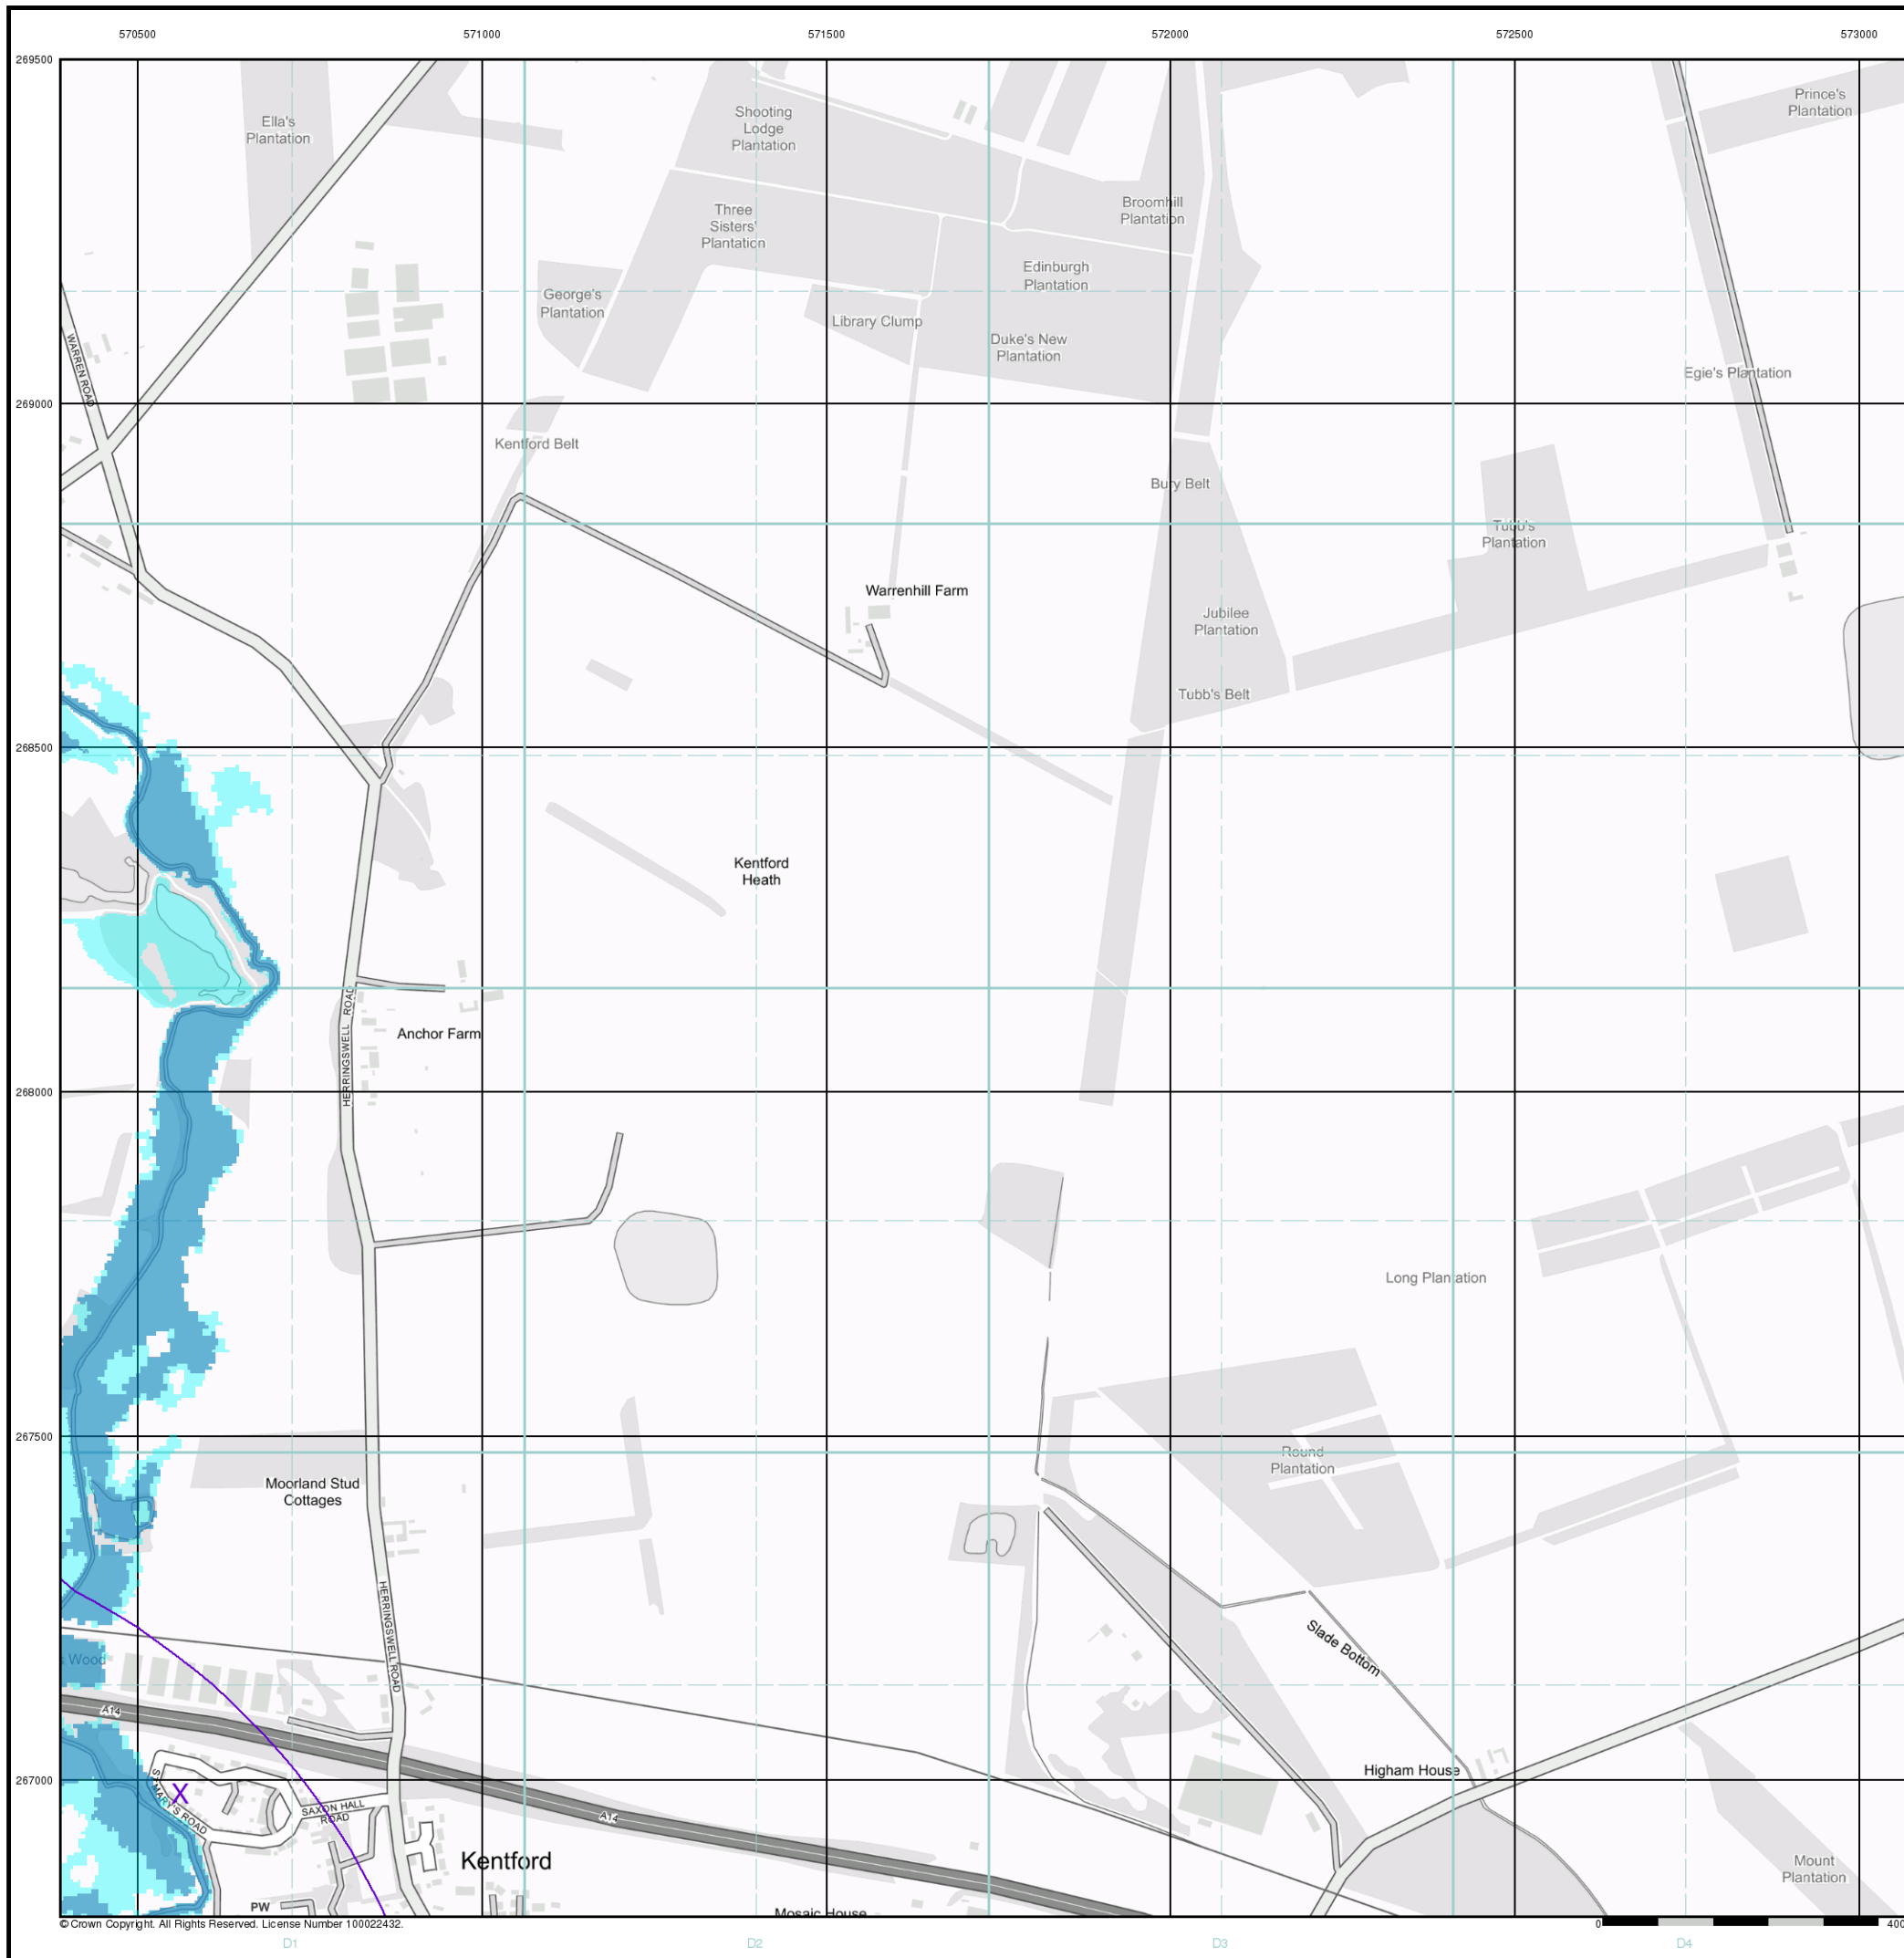 570500 571000 571500 572000 572500 573000
269500
Prince's
Plantation
Ella's
Plantation
Shooting
Lodge
Plantation
Three
Sisters'
Plantation
Broomhill
Plantation
Edinburgh
Plantation
George's
Plantation
Library Clump
Duke's New
Plantation
WARREN ROAD
Egie's Plantation
269000
Kentford Belt
Bury Belt
Tubb's
Plantation
Warrenhill Farm
Jubilee
Plantation
Tubb's Belt
268500
Kentford
Heath
HERRINGSWELL ROAD
Anchor Farm
268000
Long Plantation
267500
Round
Plantation
Moorland Stud
Cottages
HERRINGSWELL ROAD
Slade Bottom
s Wood
A14
267000
X
Higham House
ST MARY'S ROAD
SAXON HALL
ROAD
A14
Kentford
Mount
Plantation
PW
Mosaic House
© Crown Copyright. All Rights Reserved. License Number 100022432.
0 400
D1 D2 D3 D4